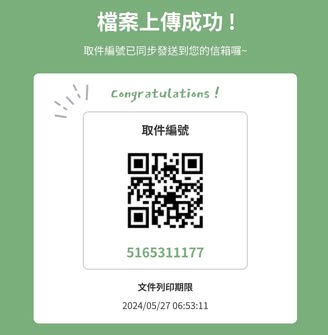 檔案上傳成功！
取件編號已同步發送到您的信箱囉~
Congratulations !
取件編號
5165311177
文件列印期限
2024/05/27 06:53:11